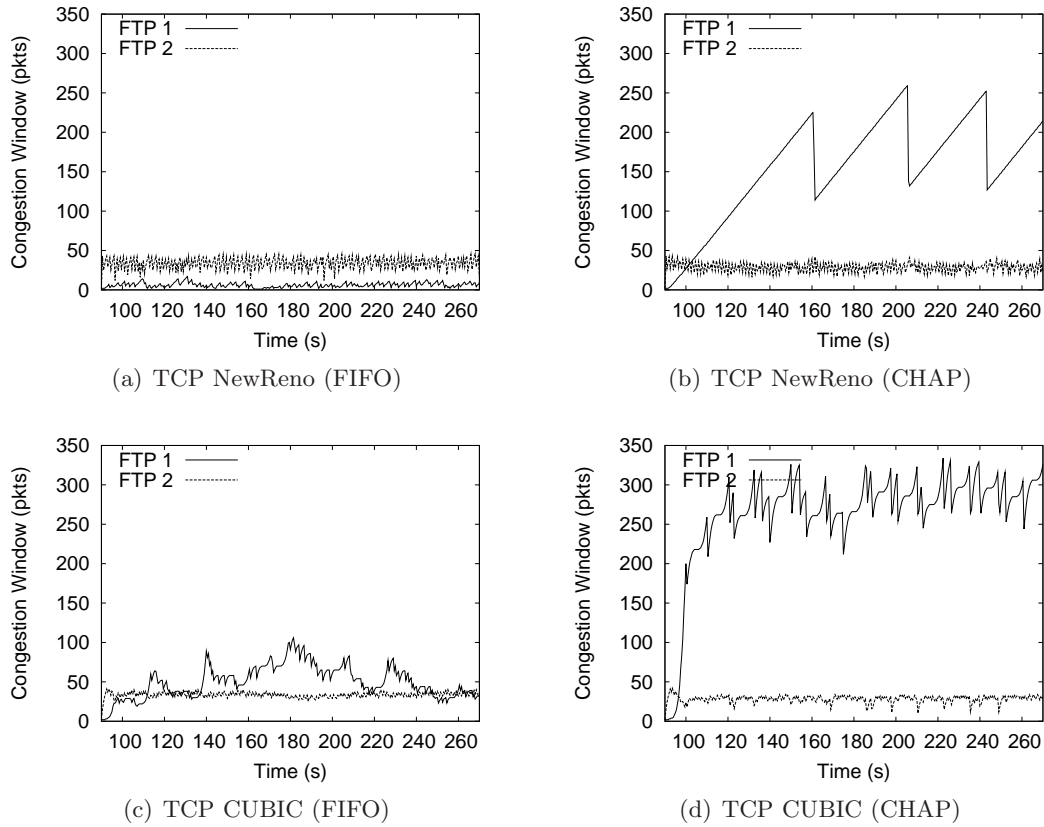 350
300
250
200
150
100
50
0
Congestion Window (pkts)
FTP 1
FTP 2
100 120 140 160 180 200 220 240 260
Time (s)
(a) TCP NewReno (FIFO)
350
300
250
200
150
100
50
0
Congestion Window (pkts)
FTP 1
FTP 2
100 120 140 160 180 200 220 240 260
Time (s)
(b) TCP NewReno (CHAP)
350
300
250
200
150
100
50
0
Congestion Window (pkts)
FTP 1
FTP 2
100 120 140 160 180 200 220 240 260
Time (s)
(c) TCP CUBIC (FIFO)
350
300
250
200
150
100
50
0
Congestion Window (pkts)
FTP 1
FTP 2
100 120 140 160 180 200 220 240 260
Time (s)
(d) TCP CUBIC (CHAP)